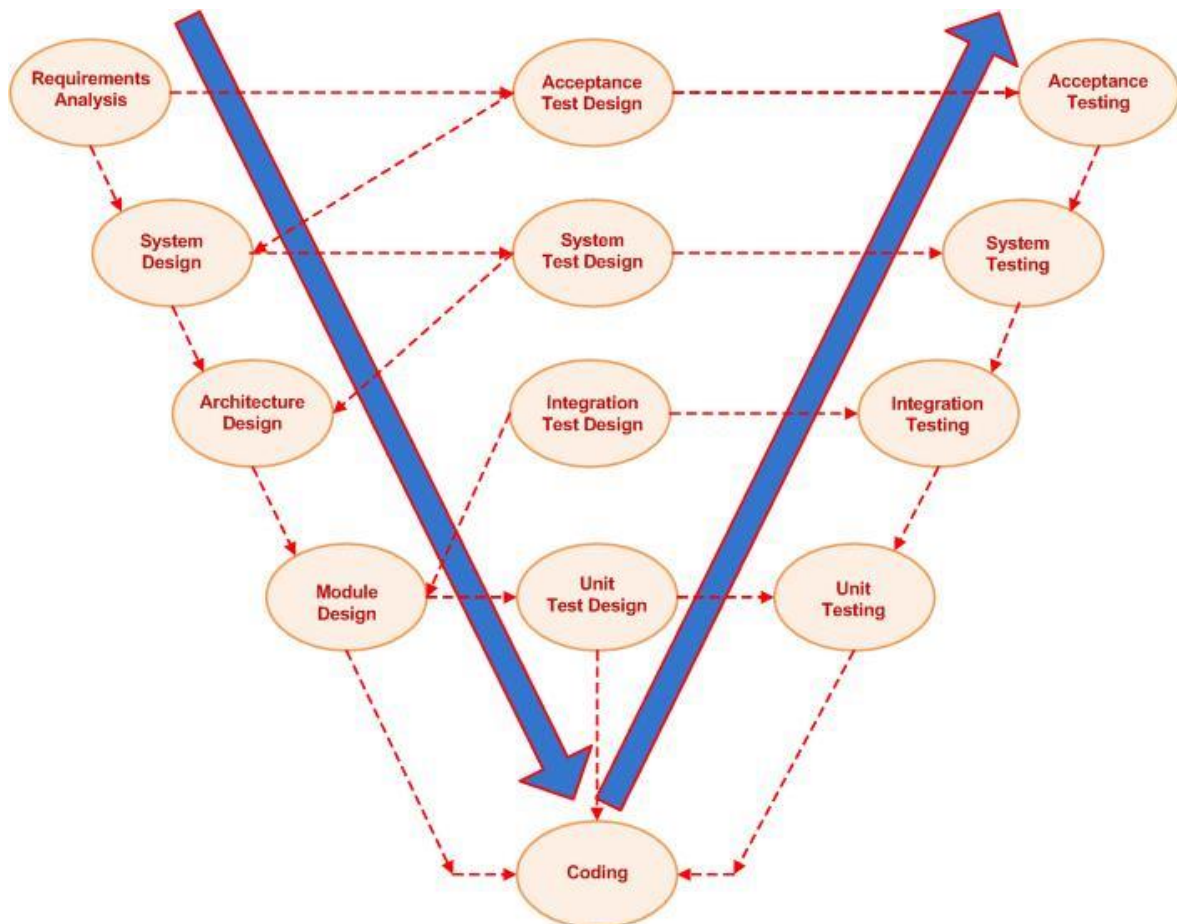 Requirements
Analysis
Acceptance
Test Design
Acceptance
Testing
System
Design
System
Test Design
System
Testing
Architecture
Design
Integration
Test Design
Integration
Testing
Module
Design
Unit
Test Design
Unit
Testing
Coding